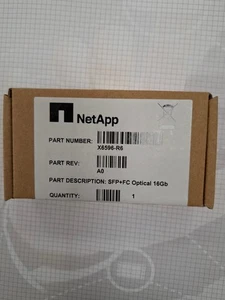 NetApp
PART NUMBER:
X6596-R6
PART REV:
A0
PART DESCRIPTION: SFP+FC Optical 16Gb
QUANTITY: 1